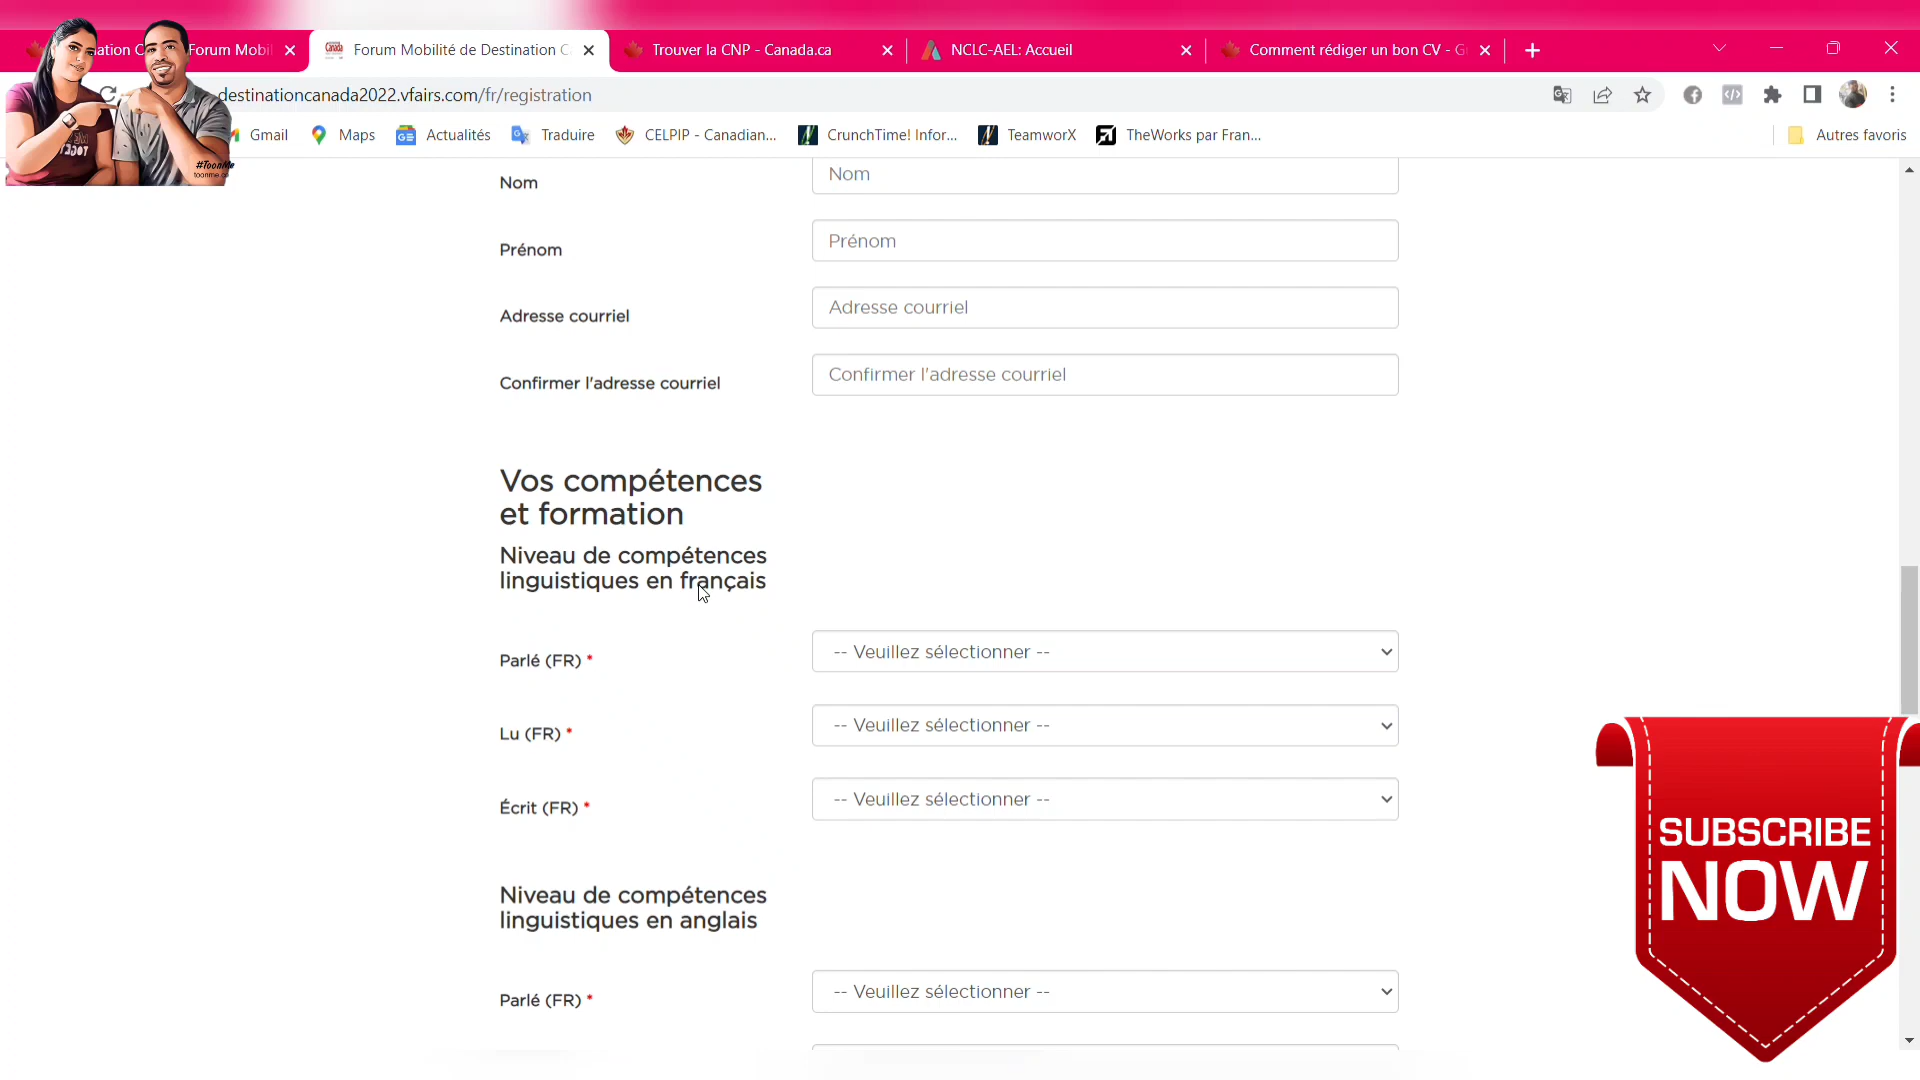 ation C
Forum Mobil
Forum Mobilité de Destination C
Trouver la CNP - Canada.ca
NCLC-AEL: Accueil
Comment rédiger un bon CV - G
destinationcanada2022.vfairs.com/fr/registration
Gmail
Maps
Actualités
Traduire
CELPIP - Canadian...
CrunchTime! Infor...
TeamworX
TheWorks par Fran...
Autres favoris
#ToonMe
Nom
Nom
Prénom
Prénom
Adresse courriel
Adresse courriel
Confirmer l'adresse courriel
Confirmer l'adresse courriel
Vos compétences
et formation
Niveau de compétences
linguistiques en français
Parlé (FR) *
-- Veuillez sélectionner --
Lu (FR) *
-- Veuillez sélectionner --
Écrit (FR) *
-- Veuillez sélectionner --
Niveau de compétences
linguistiques en anglais
Parlé (FR) *
-- Veuillez sélectionner --
SUBSCRIBE
NOW